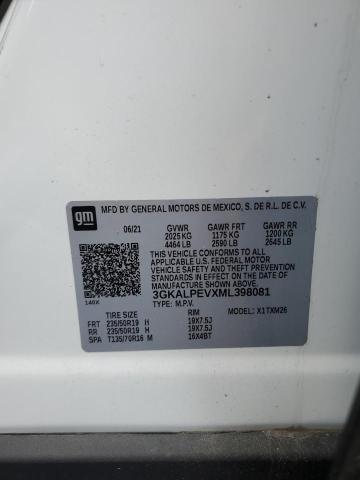 gm MFD BY GENERAL MOTORS DE MEXICO, S. DE R.L. DE C.V.
06/21 GVWR GAWR FRT GAWR RR
2025 KG 1175 KG 1200 KG
4464 LB 2590 LB 2645 LB
THIS VEHICLE CONFORMS TO ALL
APPLICABLE U.S. FEDERAL MOTOR
VEHICLE SAFETY AND THEFT
PREVENTION STANDARDS IN EFFECT ON
THE DATE OF MANUFACTURE SHOWN ABOVE.
140X 3GKALPEVXML398081
TYPE: M.P.V. MODEL: X1TXM26
TIRE SIZE RIM
FRT 235/50R19 H 19X7.5J
RR 235/50R19 H 19X7.5J
SPA T135/70R16 M 16X4BT